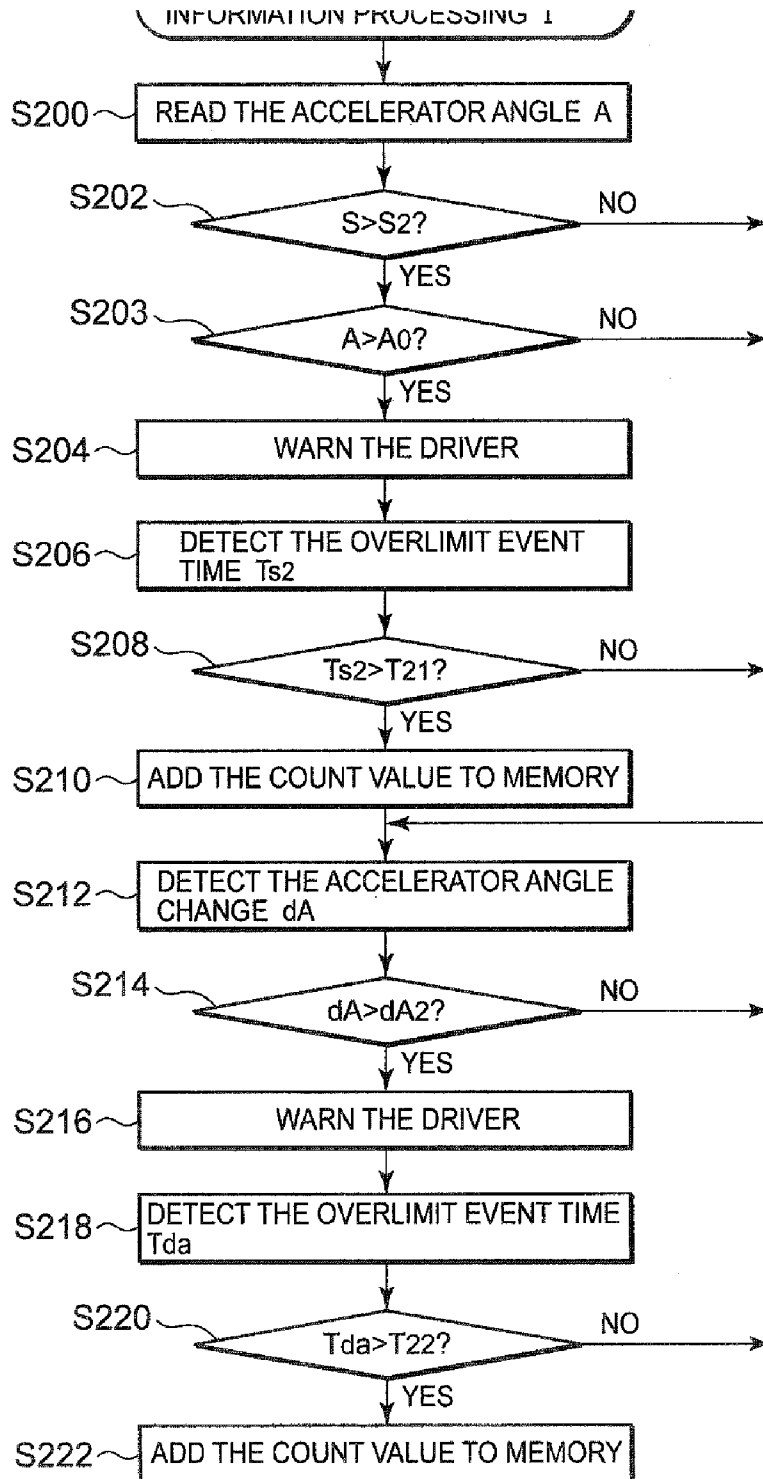 INFORMATION PROCESSING 1
S200
READ THE ACCELERATOR ANGLE A
S202
S>S2?
NO
YES
S203
A>A0?
NO
YES
S204
WARN THE DRIVER
S206
DETECT THE OVERLIMIT EVENT
TIME Ts2
S208
Ts2>T21?
NO
YES
S210
ADD THE COUNT VALUE TO MEMORY
S212
DETECT THE ACCELERATOR ANGLE
CHANGE dA
S214
dA>dA2?
NO
YES
S216
WARN THE DRIVER
S218
DETECT THE OVERLIMIT EVENT TIME
Tda
S220
Tda>T22?
NO
YES
S222
ADD THE COUNT VALUE TO MEMORY